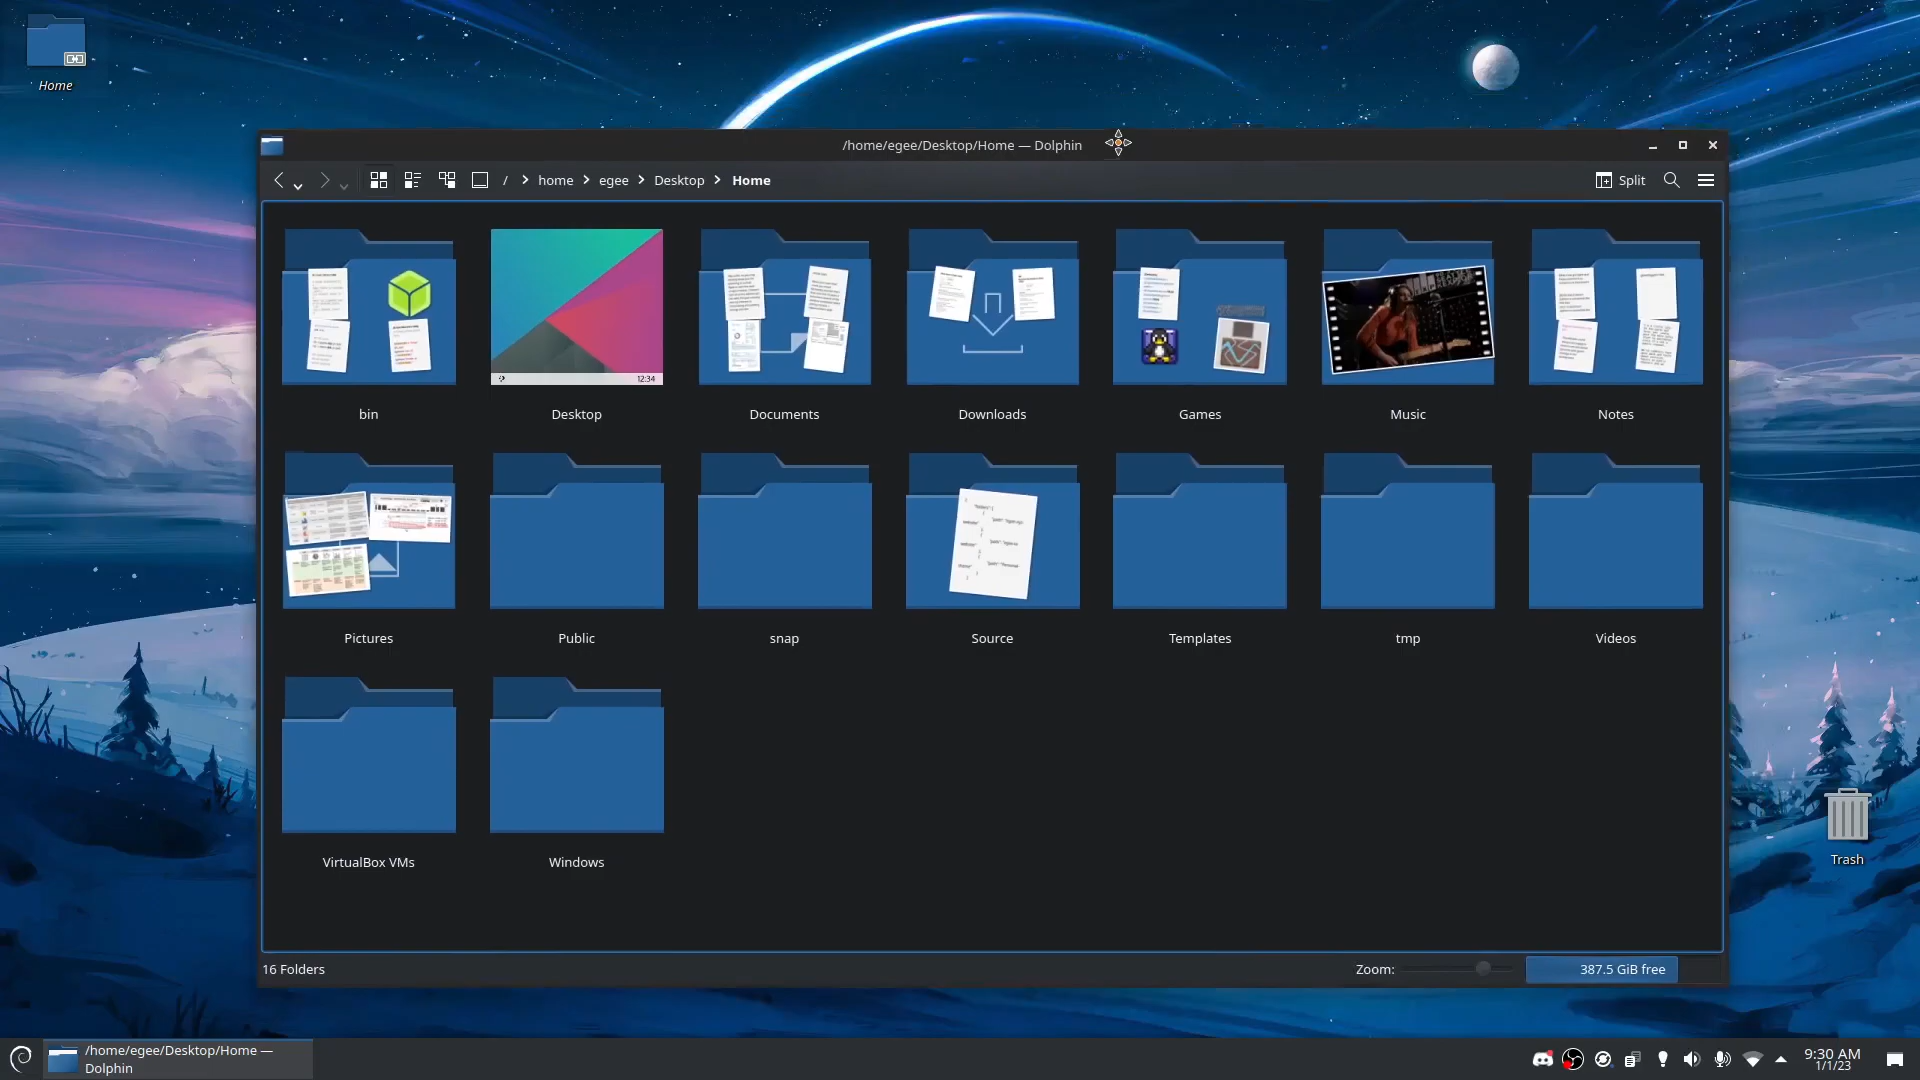 Home
/home/egee/Desktop/Home — Dolphin
/ > home > egee > Desktop > Home
Split
12:34
bin
Desktop
Documents
Downloads
Games
Music
Notes
Pictures
Public
snap
Source
Templates
tmp
Videos
VirtualBox VMs
Windows
Trash
16 Folders
Zoom:
387.5 GiB free
/home/egee/Desktop/Home —
Dolphin
9:30 AM
1/1/23